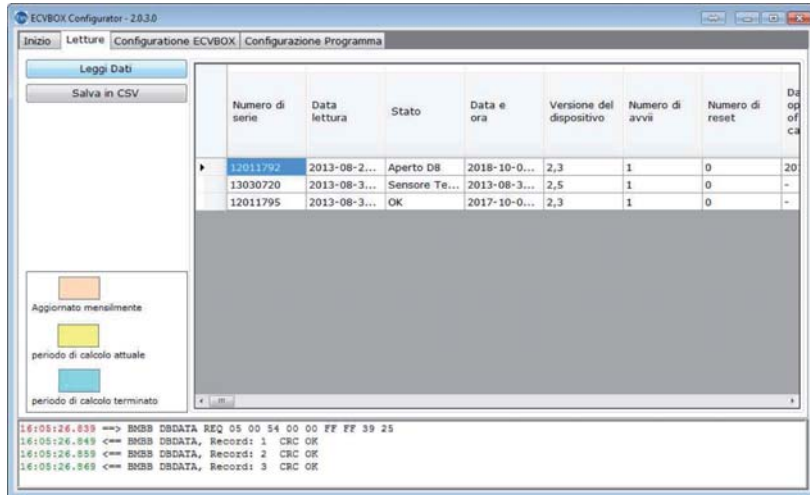 ECVBOX Configurator - 2.0.3.0
Inizio Letture Configuratione ECVBOX Configurazione Programma
Leggi Dati
Salva in CSV
Numero di serie Data lettura Stato Data e ora Versione del dispositivo Numero di avvii Numero di reset Da op of ca
12011792 2013-08-2... Aperto D8 2018-10-0... 2,3 1 0 20
13030720 2013-08-3... Sensore Te... 2013-08-3... 2,5 1 0 -
12011795 2013-08-3... OK 2017-10-0... 2,3 1 0 -
Aggiornato mensilmente
periodo di calcolo attuale
periodo di calcolo terminato
16:05:26.839 ==> BMBB DBDATA REQ 05 00 54 00 00 FF FF 39 25
16:05:26.849 <== BMBB DBDATA, Record: 1 CRC OK
16:05:26.859 <== BMBB DBDATA, Record: 2 CRC OK
16:05:26.869 <== BMBB DBDATA, Record: 3 CRC OK